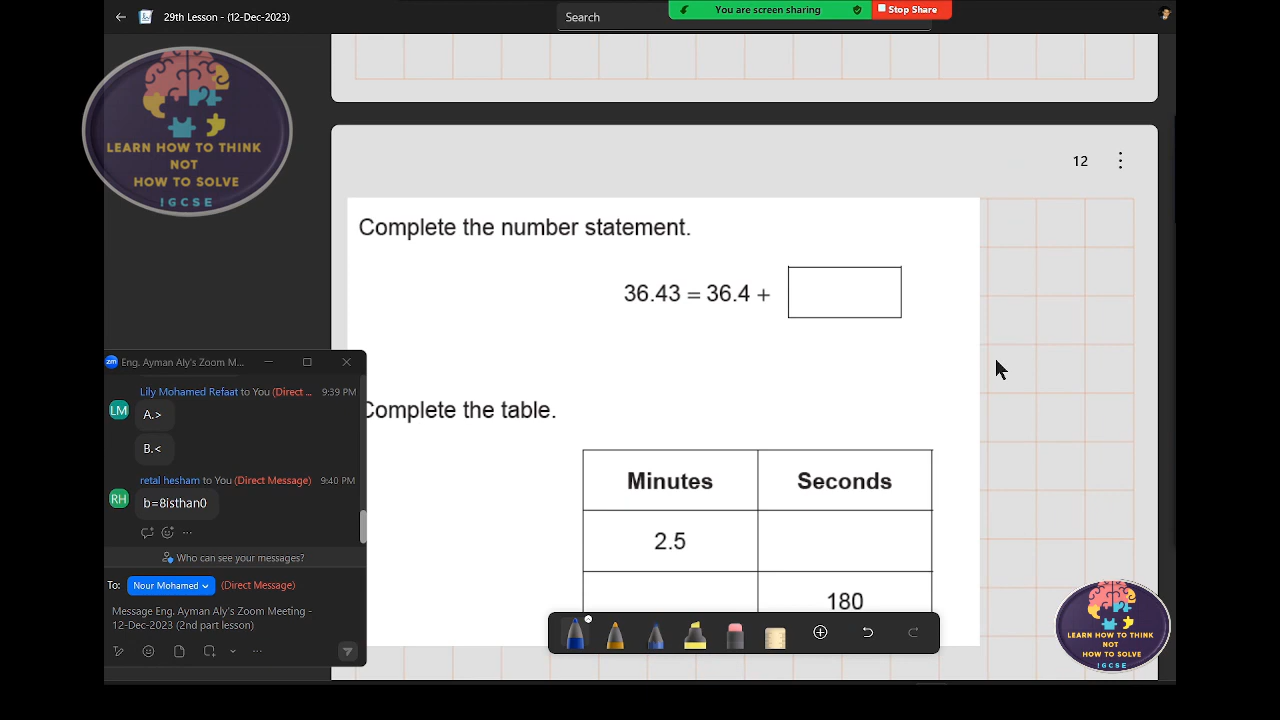 29th Lesson - (12-Dec-2023)
Search
You are screen sharing
Stop Share
LEARN HOW TO THINK
NOT
HOW TO SOLVE
IGCSE
12
Complete the number statement.
36.43 = 36.4 +
Complete the table.
Minutes
Seconds
2.5
180
zm
Eng. Ayman Aly's Zoom M...
Lily Mohamed Refaat to You (Direct ...
9:39 PM
LM
A.>
B.<
retal hesham to You (Direct Message)
9:40 PM
RH
b=8isthan0
Who can see your messages?
To: Nour Mohamed (Direct Message)
Message Eng. Ayman Aly's Zoom Meeting -
12-Dec-2023 (2nd part lesson)
LEARN HOW TO THINK
NOT
HOW TO SOLVE
IGCSE